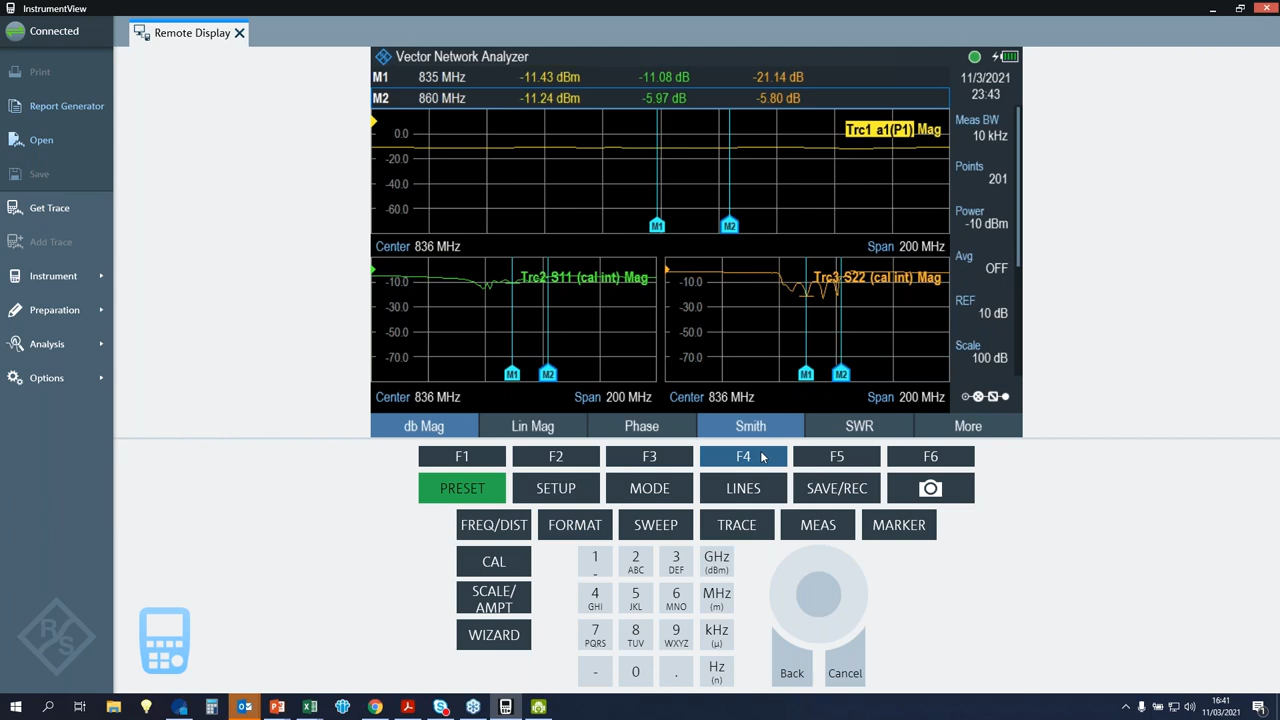 InstrumentView
Connected
Remote Display
Print
Report Generator
Open
Save
Get Trace
Add Trace
Instrument
Preparation
Analysis
Options
R S
Vector Network Analyzer
M1 835 MHz -11.43 dBm -11.08 dB -21.14 dB
M2 860 MHz -11.24 dBm -5.97 dB -5.80 dB
11/3/2021
23:43
Meas BW
10 kHz
Points
201
Power
-10 dBm
Avg
OFF
REF
10 dB
Scale
100 dB
Trc1 a1(P1) Mag
0.0
-20.0
-40.0
-60.0
M1 M2
Center 836 MHz Span 200 MHz
Trc2 S11 (cal int) Mag
-10.0
-30.0
-50.0
-70.0
M1 M2
Center 836 MHz Span 200 MHz
Trc3 S22 (cal int) Mag
-10.0
-30.0
-50.0
-70.0
M1 M2
Center 836 MHz Span 200 MHz
db Mag Lin Mag Phase Smith SWR More
F1 F2 F3 F4 F5 F6
PRESET SETUP MODE LINES SAVE/REC
FREQ/DIST FORMAT SWEEP TRACE MEAS MARKER
CAL
SCALE/
AMPT
WIZARD
1 2 3 GHz
_ ABC DEF (dBm)
4 5 6 MHz
GHI JKL MNO (m)
7 8 9 kHz
PQRS TUV WXYZ (µ)
- 0 . Hz
(n)
Back Cancel
16:41
11/03/2021
1